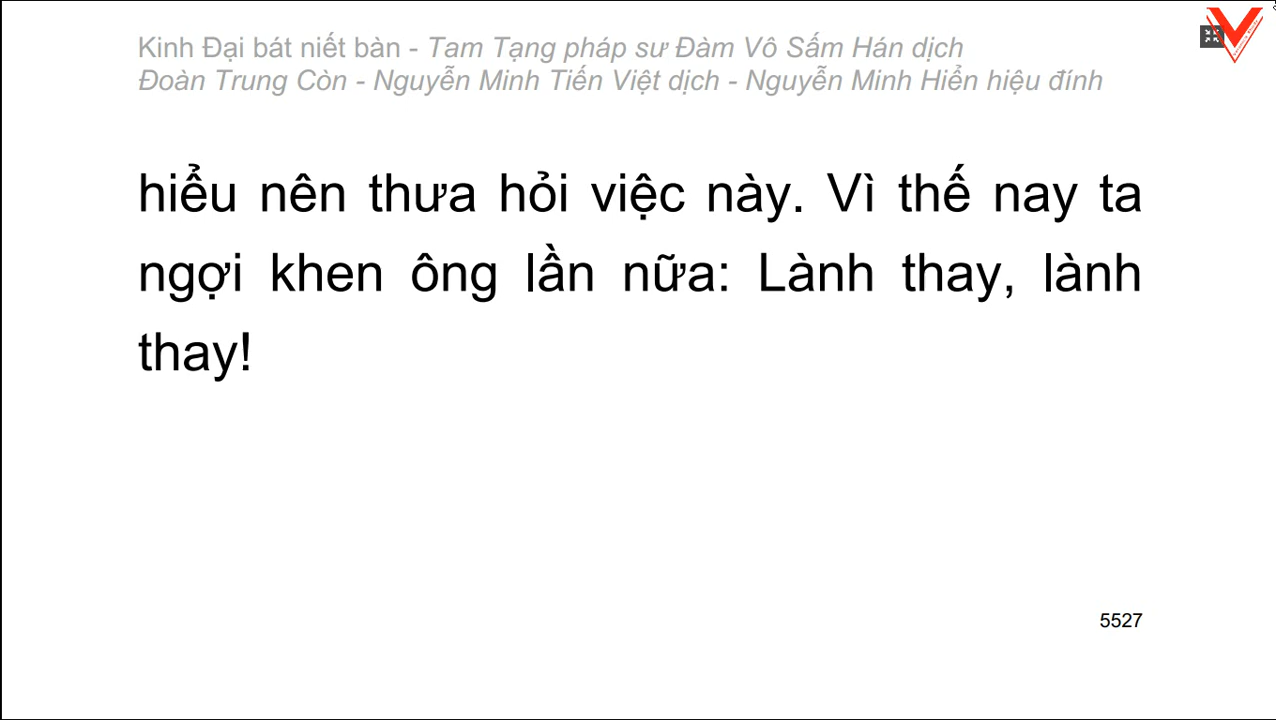 Kinh Đại bát niết bàn - Tam Tạng pháp sư Đàm Vô Sấm Hán dịch
Đoàn Trung Còn - Nguyễn Minh Tiến Việt dịch - Nguyễn Minh Hiển hiệu đính
hiểu nên thưa hỏi việc này. Vì thế nay ta
ngợi khen ông lần nữa: Lành thay, lành
thay!
5527